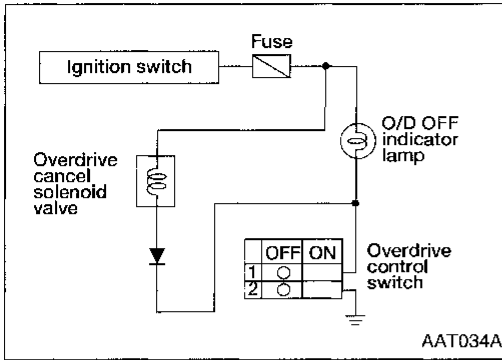 Fuse
Ignition switch
O/D OFF
indicator
lamp
Overdrive
cancel
solenoid
valve
OFF ON
1
2
Overdrive
control
switch
AAT034A